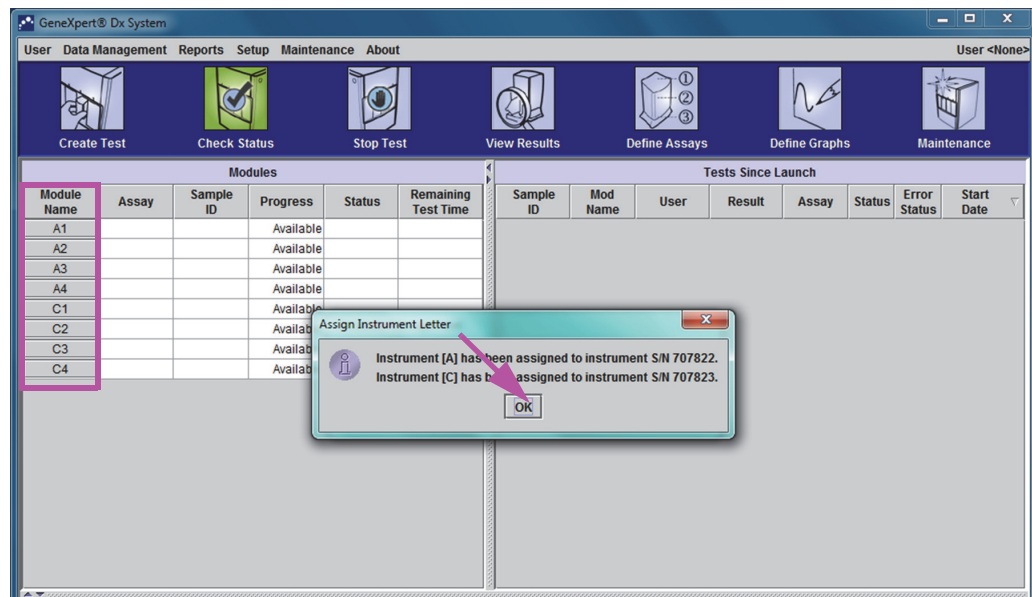 GeneXpert® Dx System
User Data Management Reports Setup Maintenance About User <None>
① ② ③
Create Test Check Status Stop Test View Results Define Assays Define Graphs Maintenance
Modules Tests Since Launch
Module Name Assay Sample ID Progress Status Remaining Test Time Sample ID Mod Name User Result Assay Status Error Status Start Date
A1 Available
A2 Available
A3 Available
A4 Available
C1 Available
C2
C3
C4
Assign Instrument Letter
Instrument [A] has been assigned to instrument S/N 707822.
Instrument [C] has assigned to instrument S/N 707823.
OK